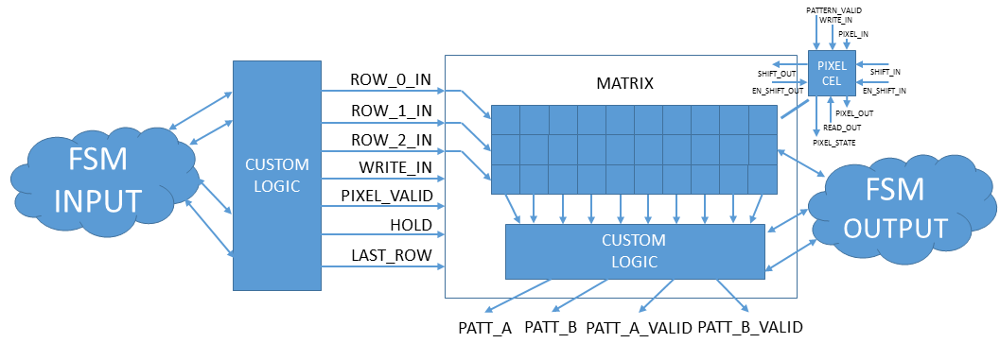 FSM
INPUT
CUSTOM
LOGIC
ROW_0_IN
ROW_1_IN
ROW_2_IN
WRITE_IN
PIXEL_VALID
HOLD
LAST_ROW
MATRIX
CUSTOM
LOGIC
PATT_A
PATT_B
PATT_A_VALID
PATT_B_VALID
PATTERN_VALID
WRITE_IN
PIXEL_IN
PIXEL
CEL
SHIFT_OUT
SHIFT_IN
EN_SHIFT_OUT
EN_SHIFT_IN
PIXEL_OUT
READ_OUT
PIXEL_STATE
FSM
OUTPUT